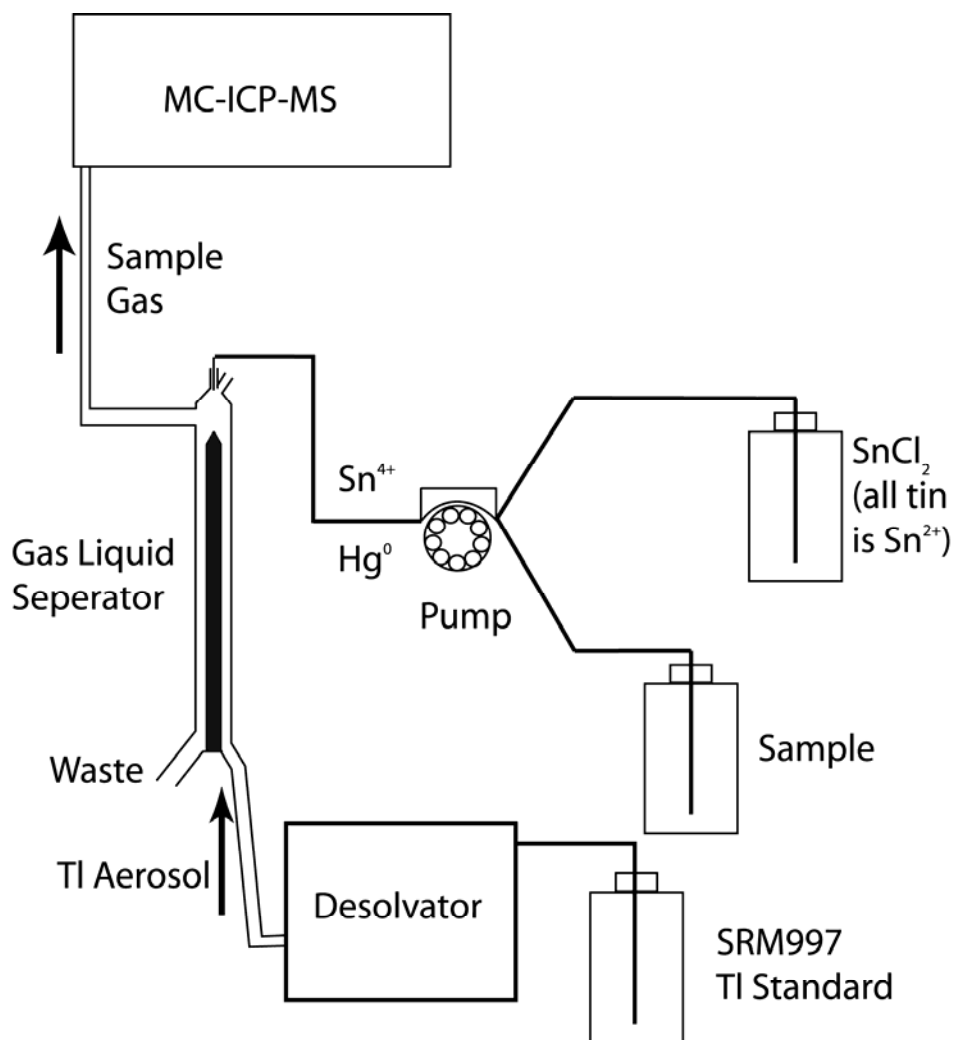 MC-ICP-MS
Sample
Gas
Sn⁴⁺
Hg⁰
Pump
SnCl₂
(all tin
is Sn²⁺)
Gas Liquid
Seperator
Sample
Waste
Tl Aerosol
Desolvator
SRM997
Tl Standard